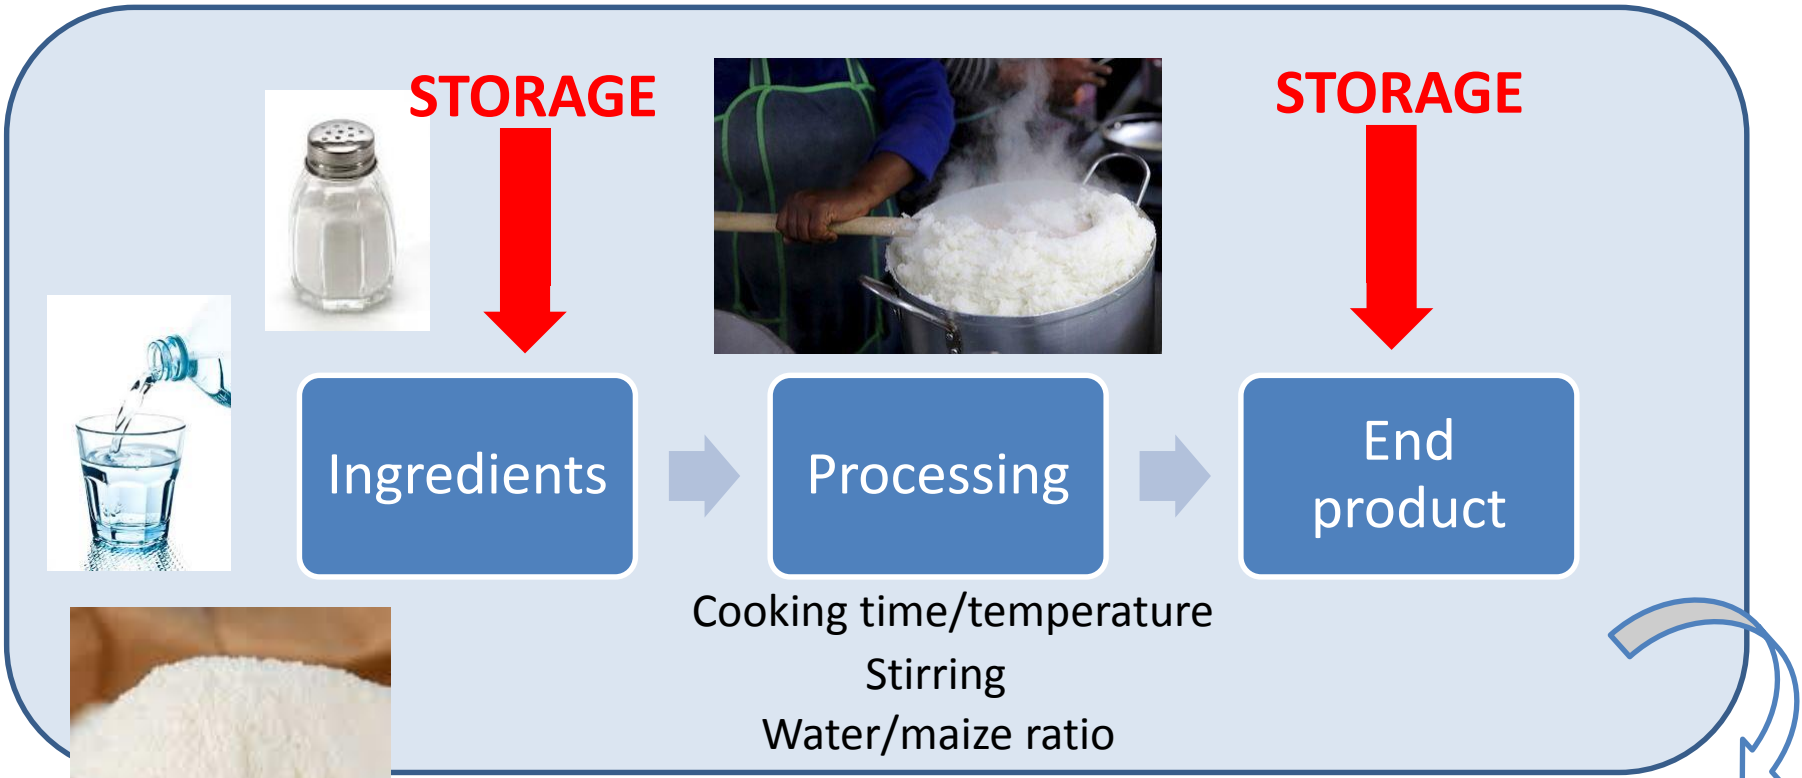 STORAGE
STORAGE
Ingredients
Processing
End
product
Cooking time/temperature
Stirring
Water/maize ratio